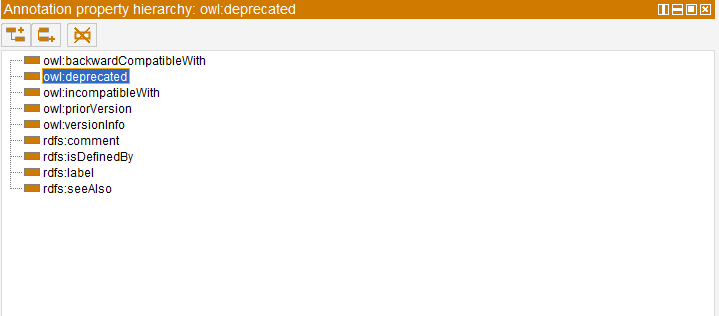 Annotation property hierarchy: owl:deprecated
owl:backwardCompatibleWith
owl:deprecated
owl:incompatibleWith
owl:priorVersion
owl:versionInfo
rdfs:comment
rdfs:isDefinedBy
rdfs:label
rdfs:seeAlso